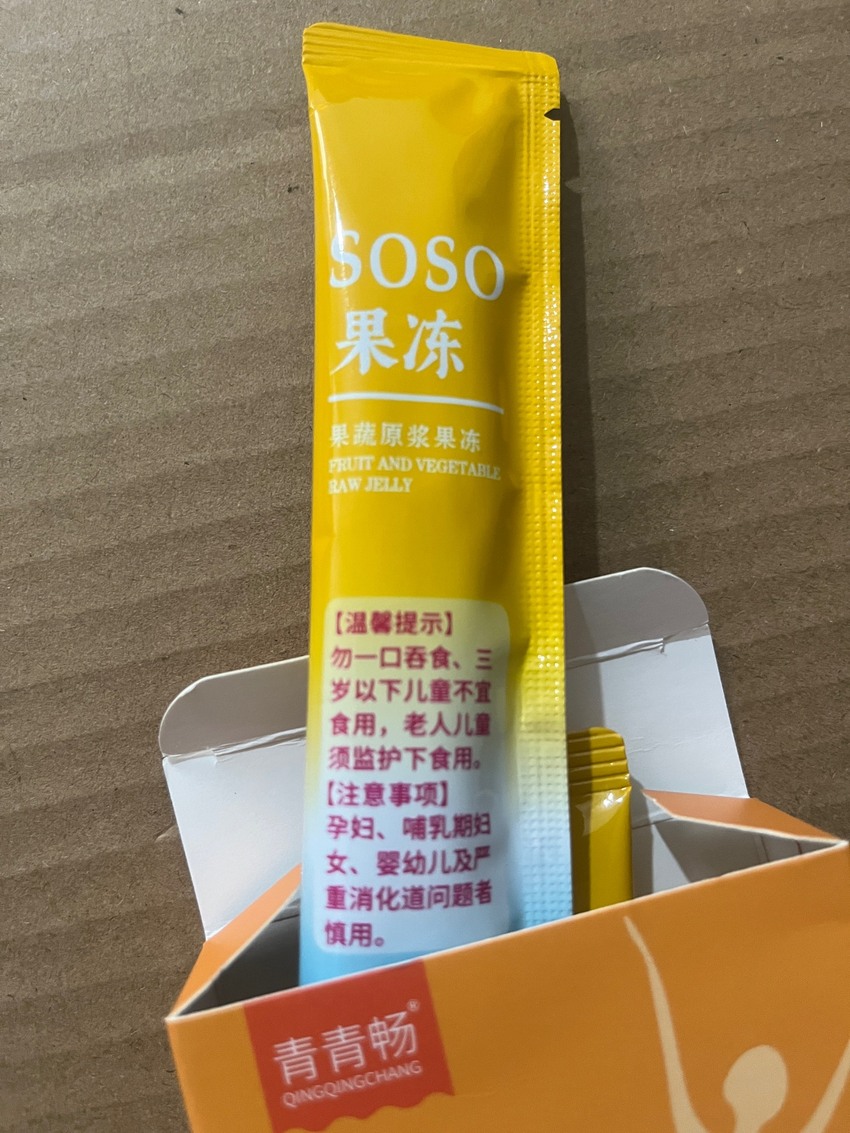 SOSO
果冻
果蔬原浆果冻
FRUIT AND VEGETABLE
RAW JELLY
【温馨提示】
勿一口吞食、三
岁以下儿童不宜
食用，老人儿童
须监护下食用。
【注意事项】
孕妇、哺乳期妇
女、婴幼儿及严
重消化道问题者
慎用。
青青畅®
QINGQINGCHANG